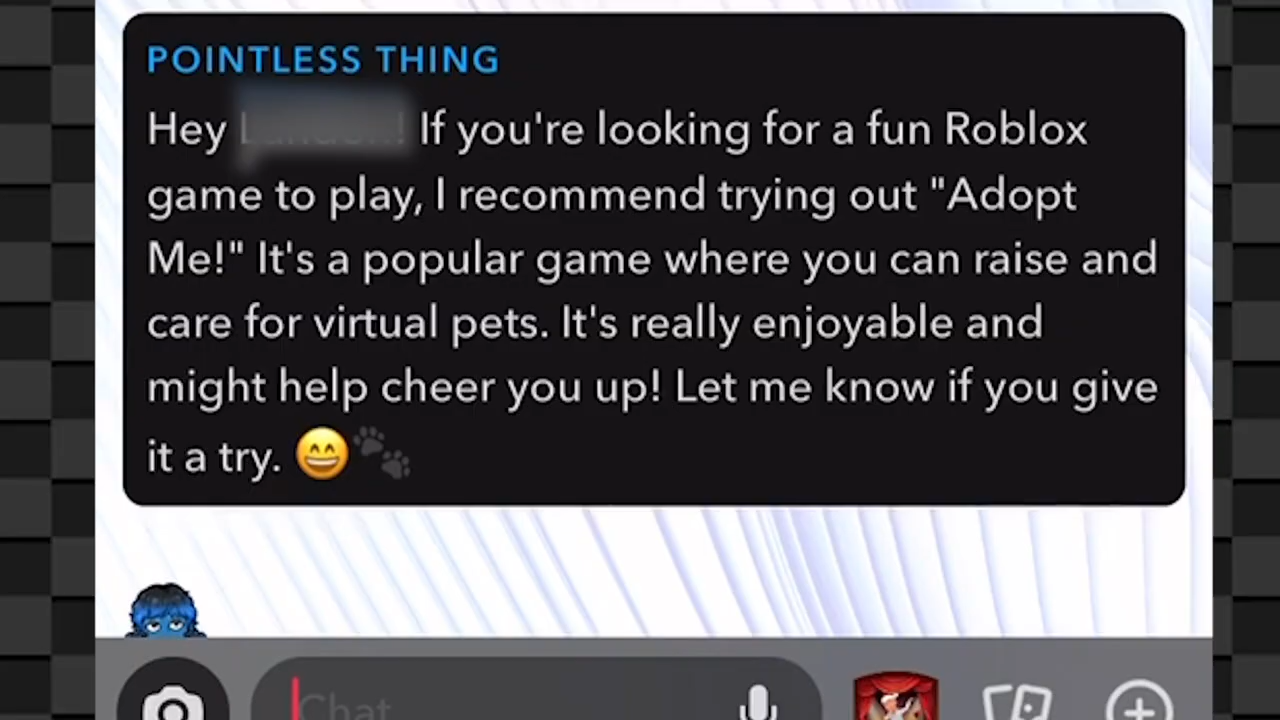 POINTLESS THING
Hey If you're looking for a fun Roblox
game to play, I recommend trying out "Adopt
Me!" It's a popular game where you can raise and
care for virtual pets. It's really enjoyable and
might help cheer you up! Let me know if you give
it a try. 😄🐾
Chat